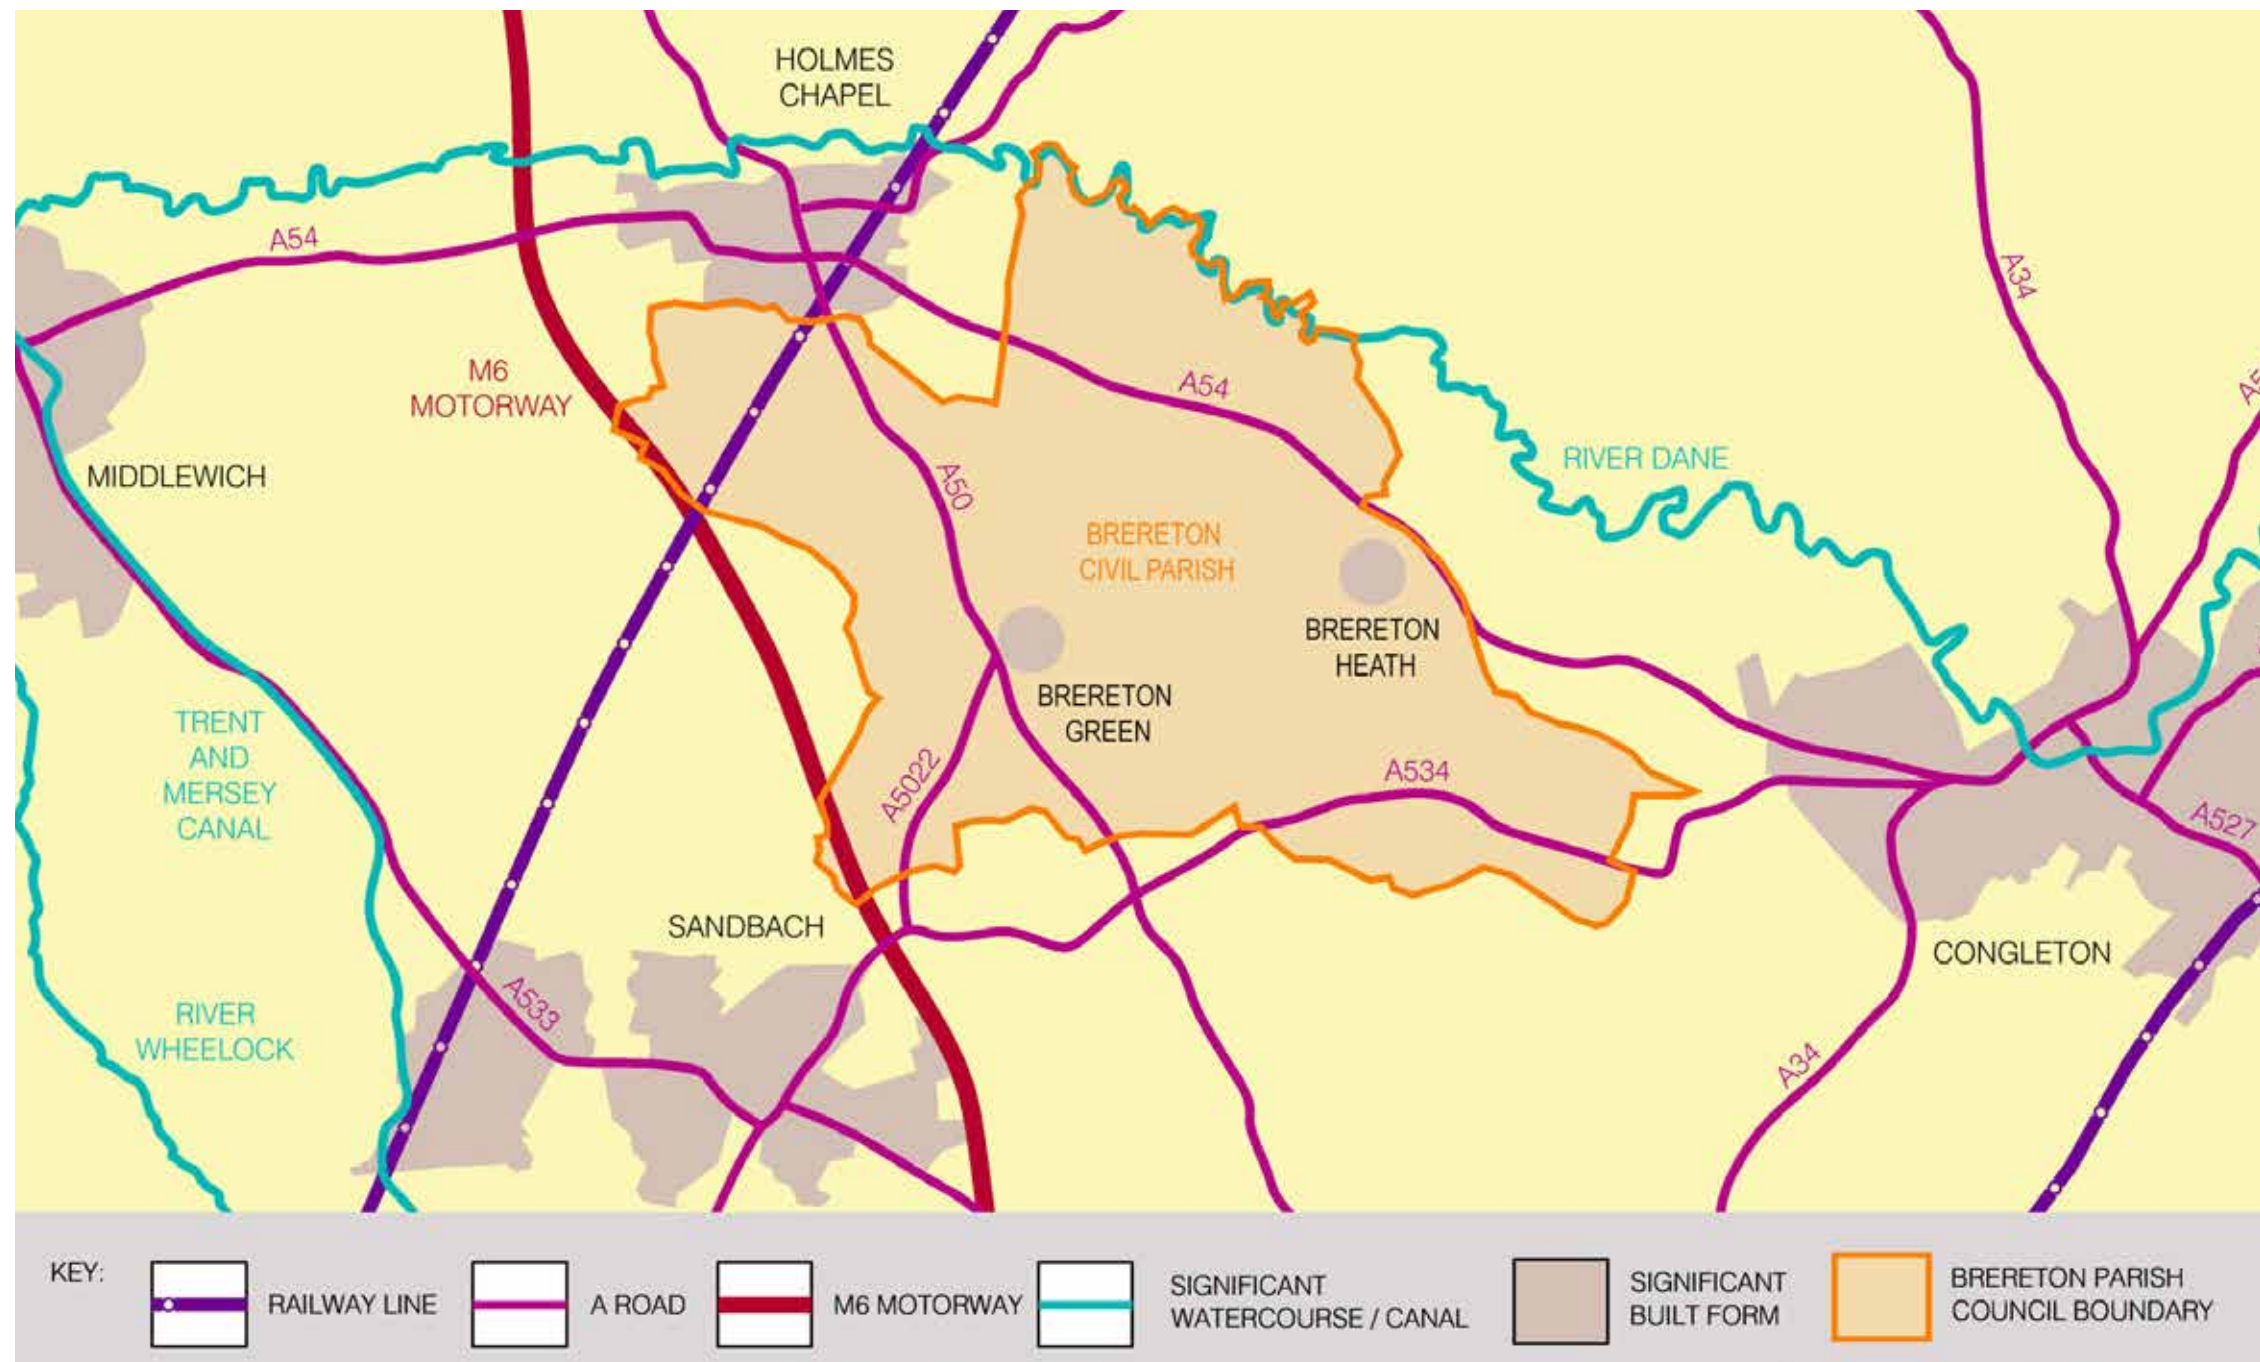 HOLMES
CHAPEL
A54
A34
M6
MOTORWAY
A54
MIDDLEWICH
A50
RIVER DANE
BRERETON
CIVIL PARISH
BRERETON
HEATH
BRERETON
GREEN
TRENT
AND
MERSEY
CANAL
A5022
A534
A527
SANDBACH
CONGLETON
A533
RIVER
WHEELOCK
A34
KEY:
RAILWAY LINE
A ROAD
M6 MOTORWAY
SIGNIFICANT
WATERCOURSE / CANAL
SIGNIFICANT
BUILT FORM
BRERETON PARISH
COUNCIL BOUNDARY